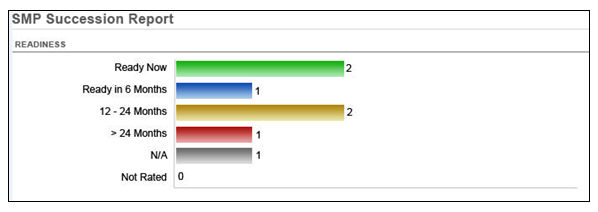 SMP Succession Report
READINESS
Ready Now 2
Ready in 6 Months 1
12 - 24 Months 2
> 24 Months 1
N/A 1
Not Rated 0